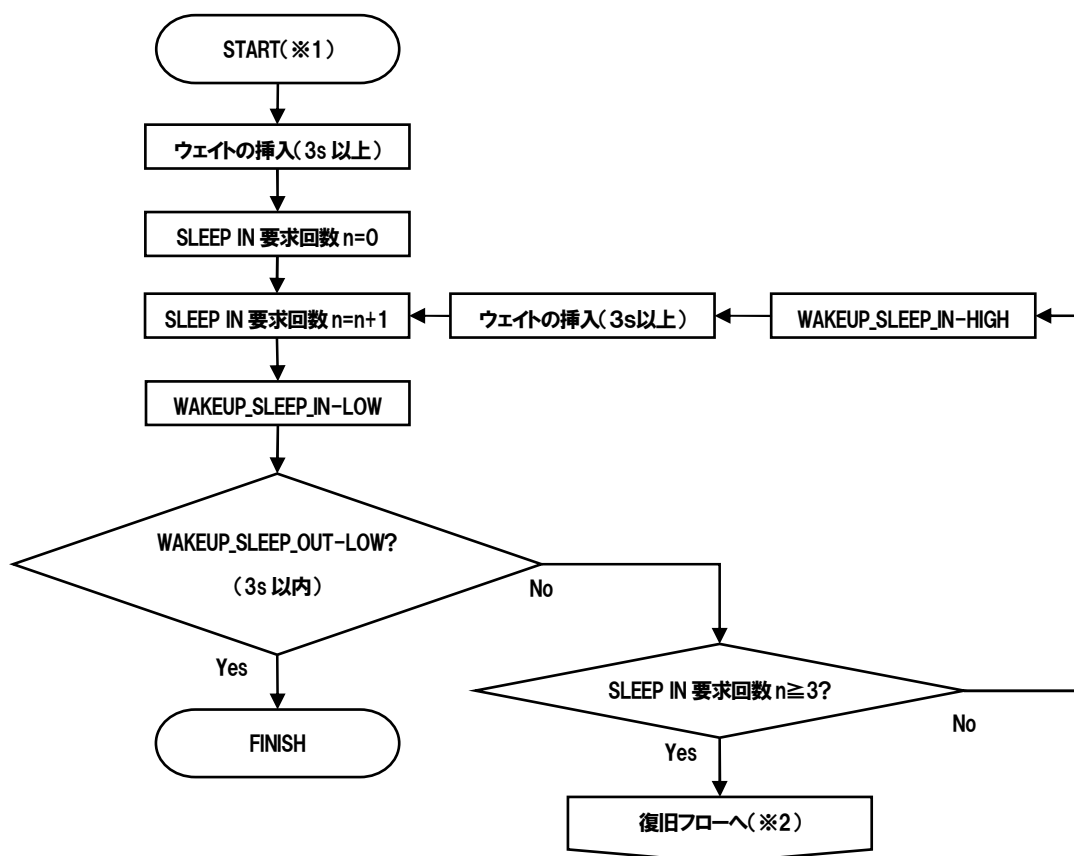 START(※1)
ウェイトの挿入(3s 以上)
SLEEP IN 要求回数 n=0
SLEEP IN 要求回数 n=n+1
ウェイトの挿入(3s以上)
WAKEUP_SLEEP_IN-HIGH
WAKEUP_SLEEP_IN-LOW
WAKEUP_SLEEP_OUT-LOW?
(3s 以内)
No
Yes
SLEEP IN 要求回数 n≧3?
No
Yes
FINISH
復旧フローへ(※2)